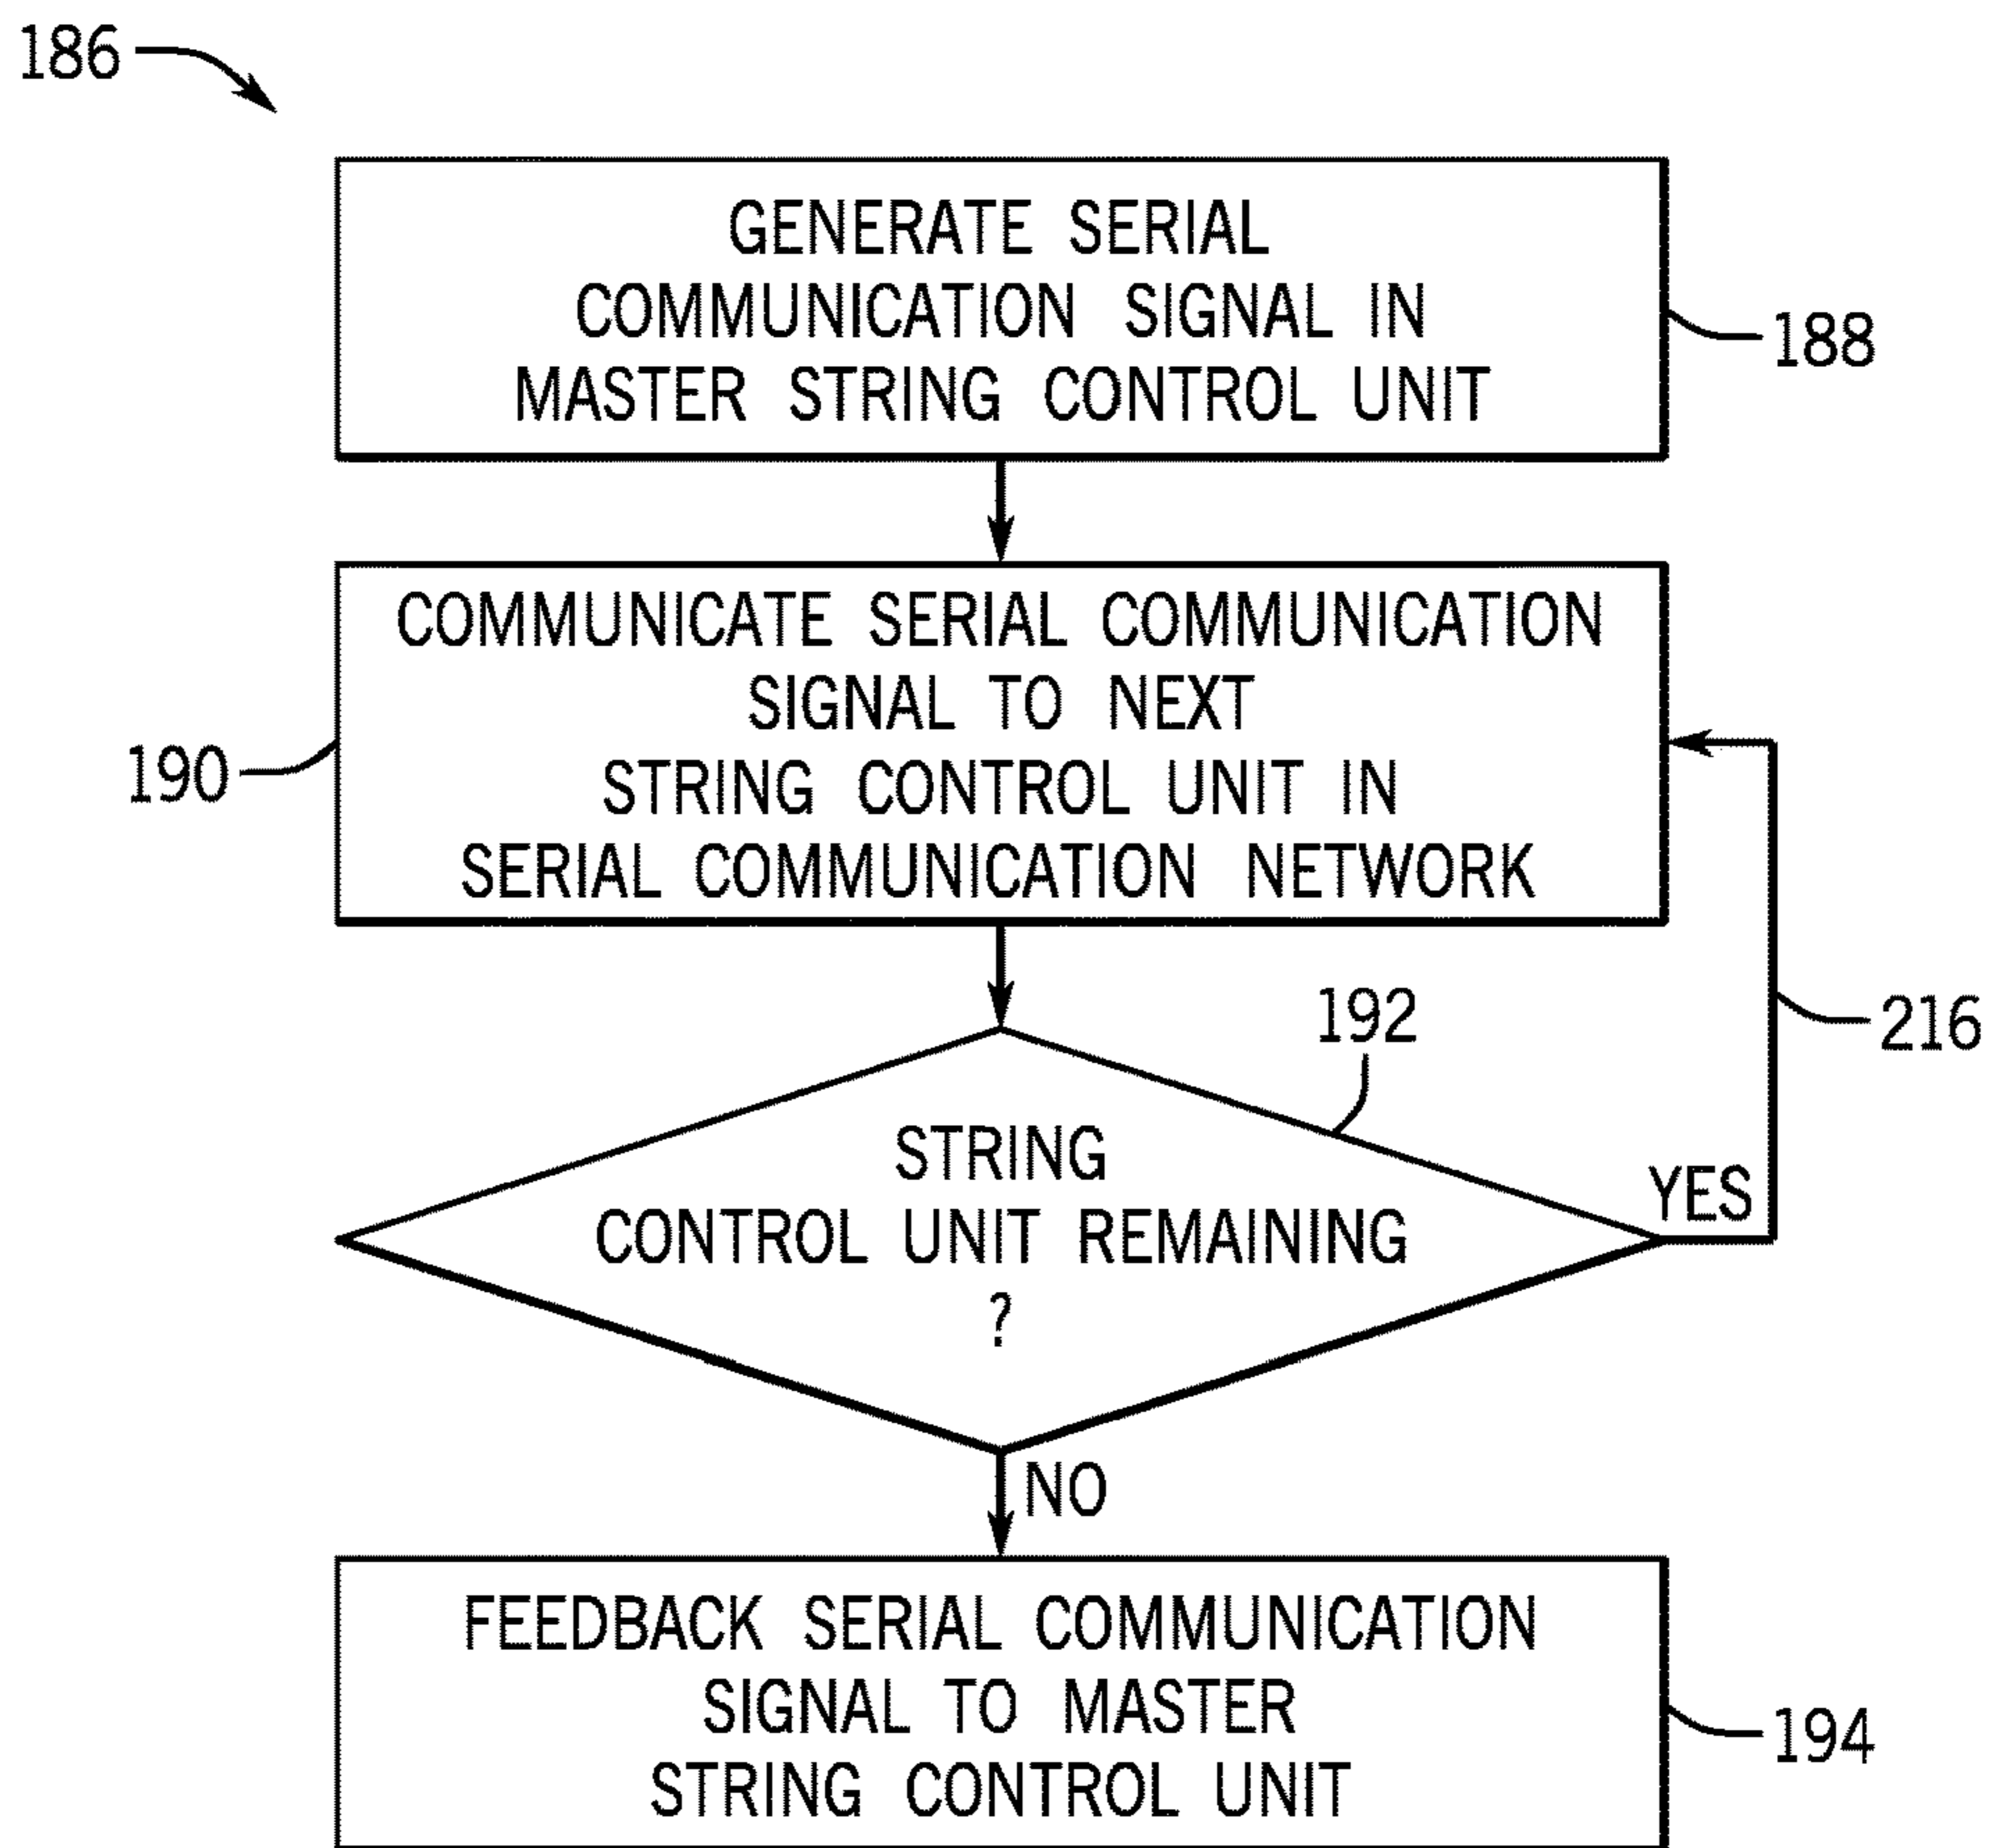 186
GENERATE SERIAL
COMMUNICATION SIGNAL IN
MASTER STRING CONTROL UNIT
188
COMMUNICATE SERIAL COMMUNICATION
SIGNAL TO NEXT
STRING CONTROL UNIT IN
SERIAL COMMUNICATION NETWORK
190
192
216
STRING
CONTROL UNIT REMAINING
?
YES
NO
FEEDBACK SERIAL COMMUNICATION
SIGNAL TO MASTER
STRING CONTROL UNIT
194